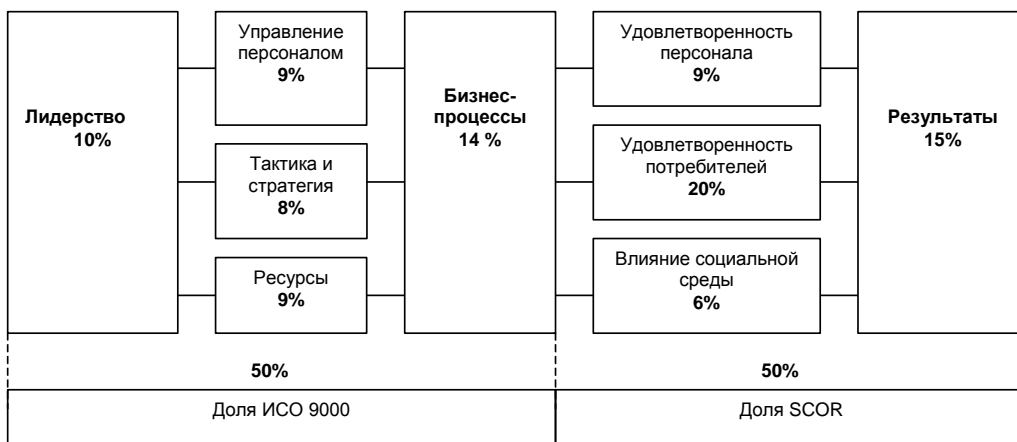 Лидерство
10%
Управление
персоналом
9%
Тактика и
стратегия
8%
Ресурсы
9%
Бизнес-
процессы
14 %
Удовлетворенность
персонала
9%
Удовлетворенность
потребителей
20%
Влияние социальной
среды
6%
Результаты
15%
50%
50%
Доля ИСО 9000
Доля SCOR